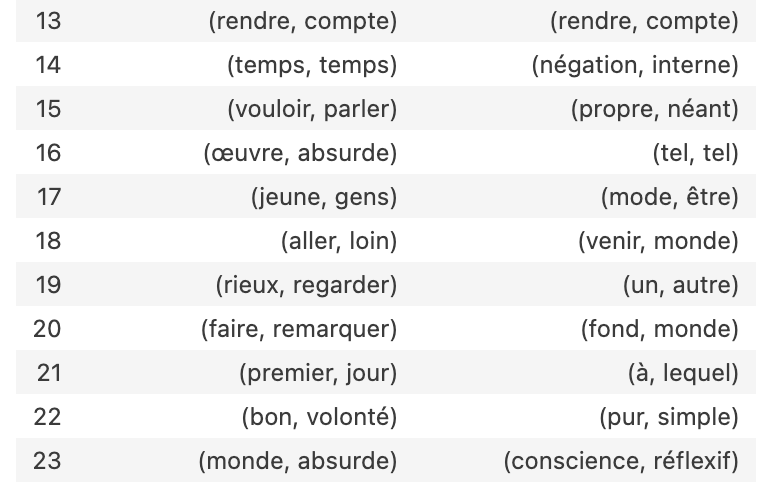 13 (rendre, compte) (rendre, compte)
14 (temps, temps) (négation, interne)
15 (vouloir, parler) (propre, néant)
16 (œuvre, absurde) (tel, tel)
17 (jeune, gens) (mode, être)
18 (aller, loin) (venir, monde)
19 (rieux, regarder) (un, autre)
20 (faire, remarquer) (fond, monde)
21 (premier, jour) (à, lequel)
22 (bon, volonté) (pur, simple)
23 (monde, absurde) (conscience, réflexif)